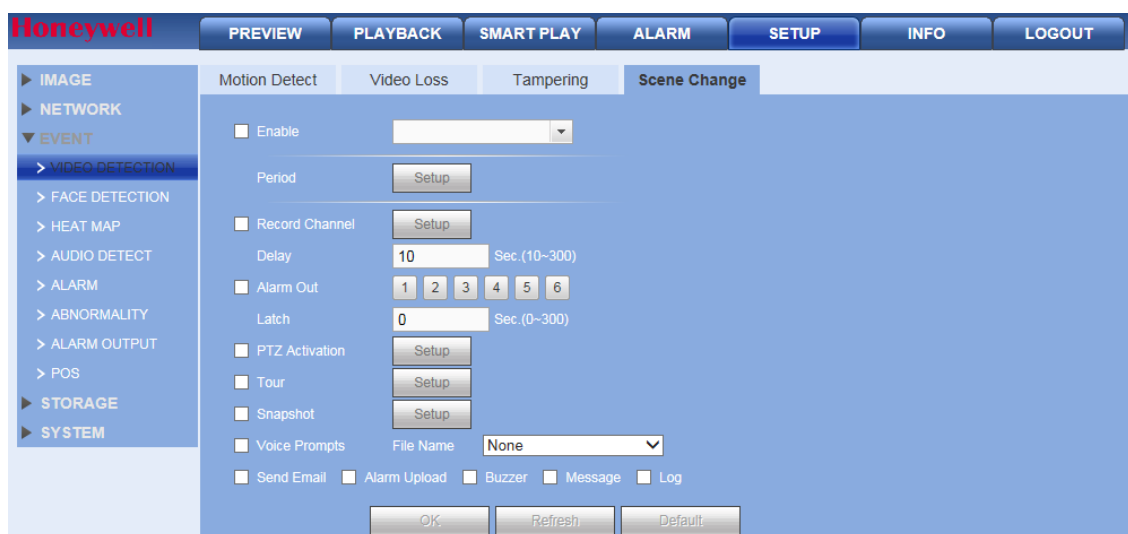 Honeywell PREVIEW PLAYBACK SMART PLAY ALARM SETUP INFO LOGOUT
Motion Detect Video Loss Tampering Scene Change
IMAGE
NETWORK
EVENT
> VIDEO DETECTION
> FACE DETECTION
> HEAT MAP
> AUDIO DETECT
> ALARM
> ABNORMALITY
> ALARM OUTPUT
> POS
STORAGE
SYSTEM
Enable
Period Setup
Record Channel Setup
Delay 10 Sec.(10~300)
Alarm Out 1 2 3 4 5 6
Latch 0 Sec.(0~300)
PTZ Activation Setup
Tour Setup
Snapshot Setup
Voice Prompts File Name None
Send Email Alarm Upload Buzzer Message Log
OK Refresh Default